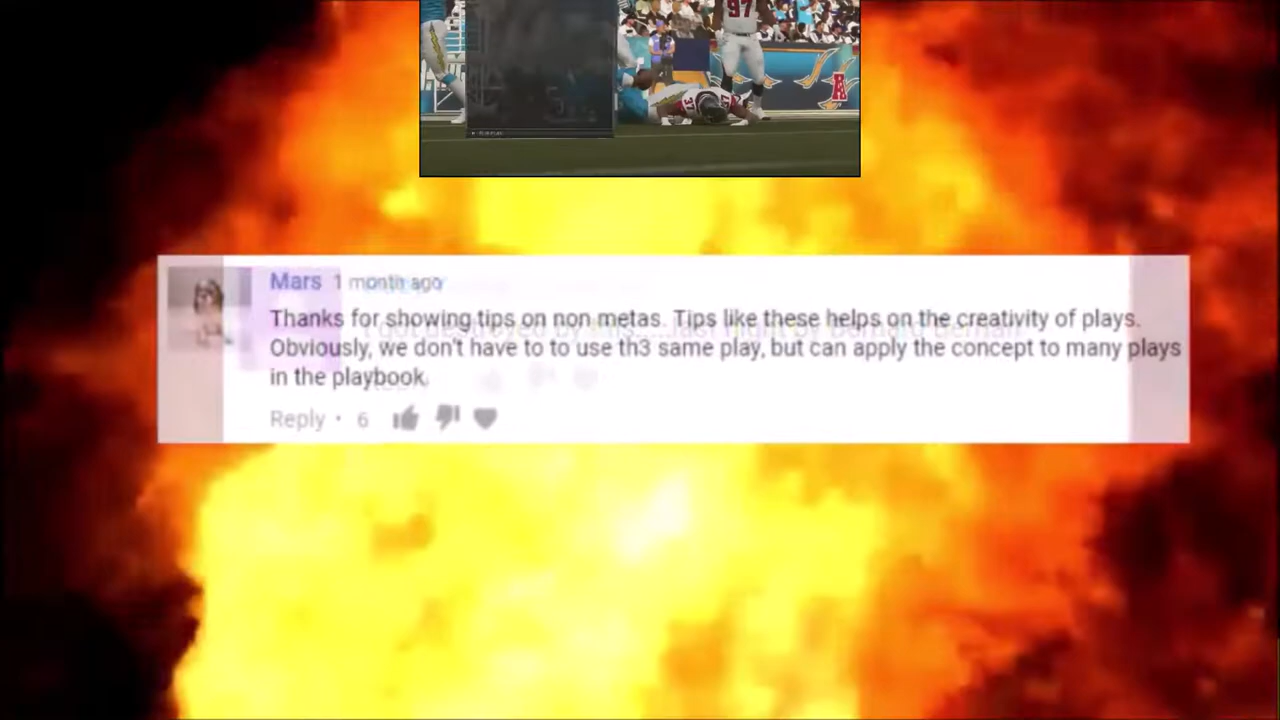 97
37
Mars 1 month ago
Thanks for showing tips on non metas. Tips like these helps on the creativity of plays.
Obviously, we don't have to to use th3 same play, but can apply the concept to many plays
in the playbook.
Reply • 6